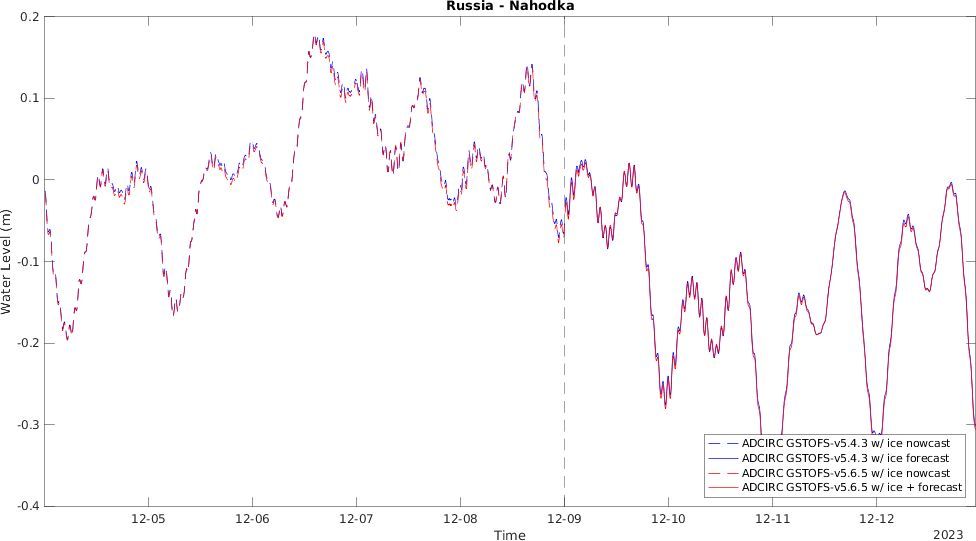 Russia - Nahodka
0.2
0.1
0
-0.1
-0.2
-0.3
-0.4
Water Level (m)
ADCIRC GSTOFS-v5.4.3 w/ ice nowcast
ADCIRC GSTOFS-v5.4.3 w/ ice forecast
ADCIRC GSTOFS-v5.6.5 w/ ice nowcast
ADCIRC GSTOFS-v5.6.5 w/ ice + forecast
12-05 12-06 12-07 12-08 12-09 12-10 12-11 12-12
Time
2023